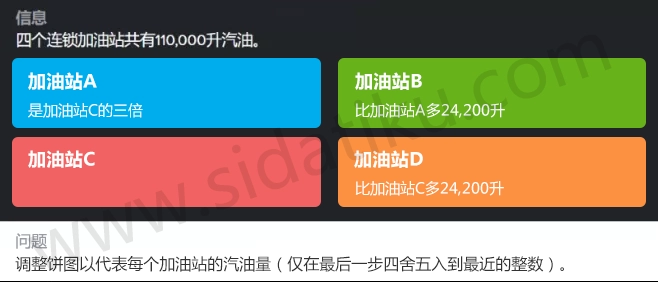 信息
四个连锁加油站共有110,000升汽油。
加油站A
是加油站C的三倍
加油站B
比加油站A多24,200升
加油站C
加油站D
比加油站C多24,200升
问题
调整饼图以代表每个加油站的汽油量（仅在最后一步四舍五入到最近的整数）。
www.sidatiku.com